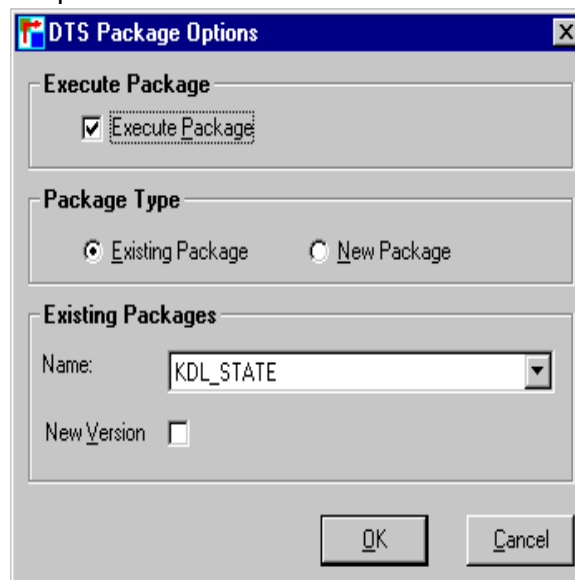 DTS Package Options
Execute Package
Execute Package
Package Type
Existing Package New Package
Existing Packages
Name: KDL_STATE
New Version
OK Cancel